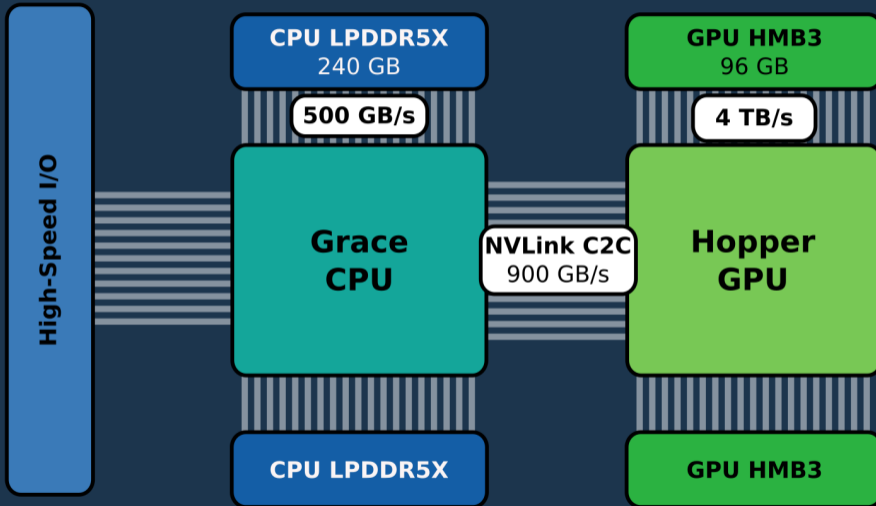 CPU LPDDR5X
240 GB
GPU HMB3
96 GB
500 GB/s
4 TB/s
High-Speed I/O
Grace
CPU
NVLink C2C
900 GB/s
Hopper
GPU
CPU LPDDR5X
GPU HMB3